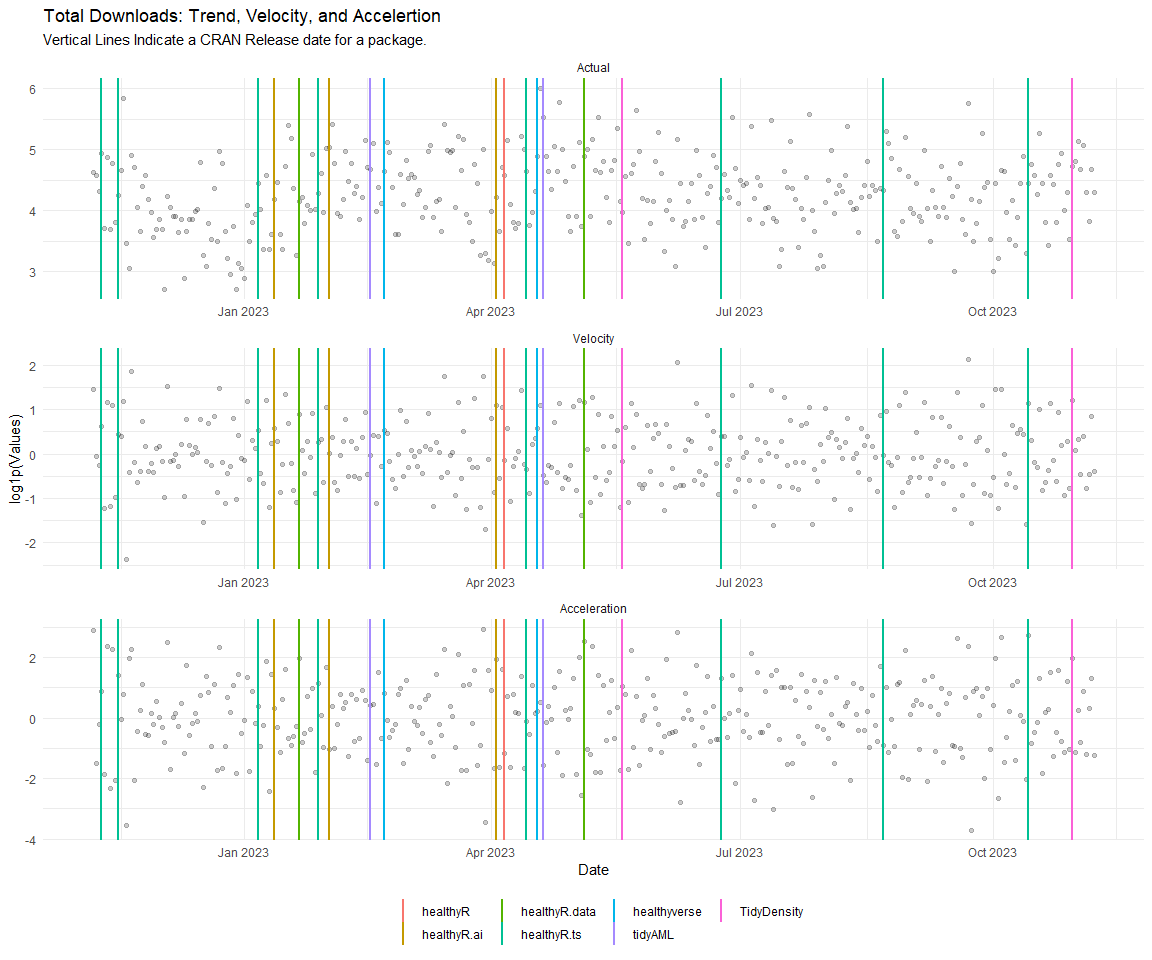 Total Downloads: Trend, Velocity, and Accelertion
Vertical Lines Indicate a CRAN Release date for a package.
Actual
6
5
4
3
Jan 2023
Apr 2023
Jul 2023
Oct 2023
Velocity
2
1
0
-1
-2
Jan 2023
Apr 2023
Jul 2023
Oct 2023
log1p(Values)
Acceleration
2
0
-2
-4
Jan 2023
Apr 2023
Jul 2023
Oct 2023
Date
healthyR
healthyR.data
healthyverse
TidyDensity
healthyR.ai
healthyR.ts
tidyAML